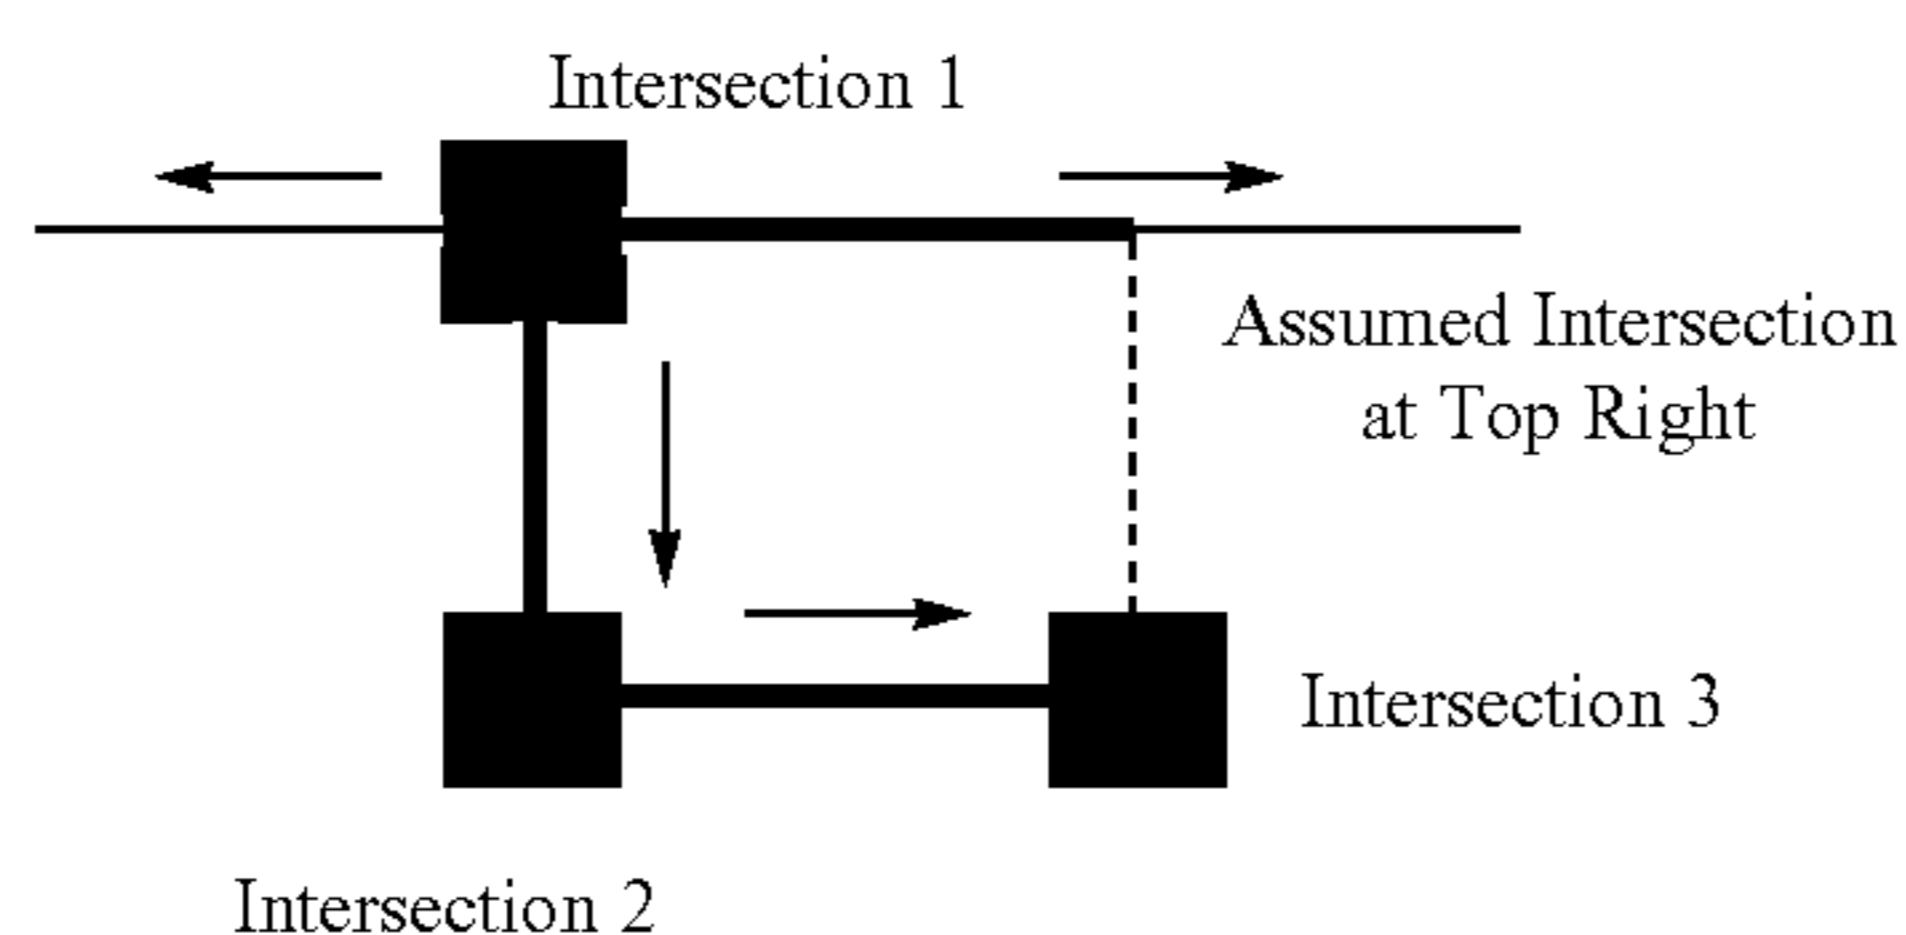 Intersection 1
Assumed Intersection
at Top Right
Intersection 3
Intersection 2